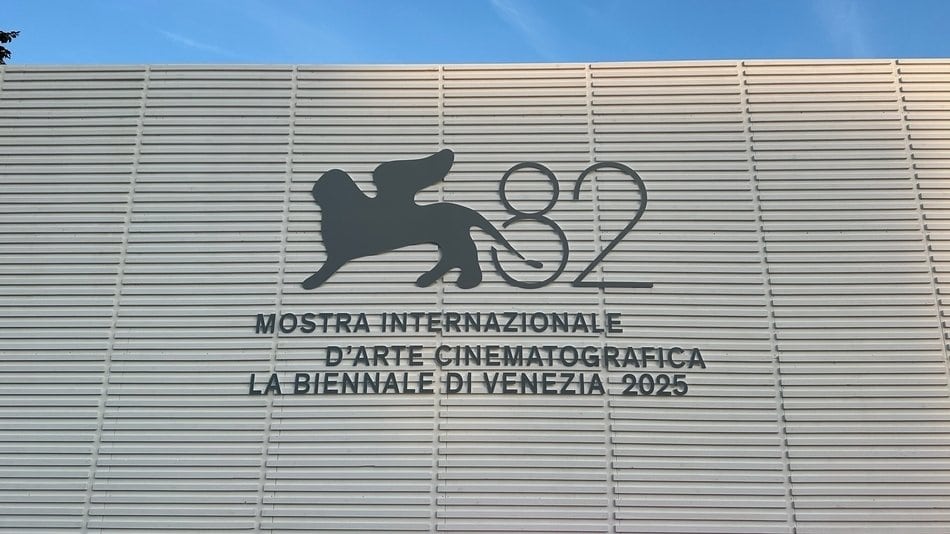 82
MOSTRA INTERNAZIONALE
D'ARTE CINEMATOGRAFICA
LA BIENNALE DI VENEZIA 2025